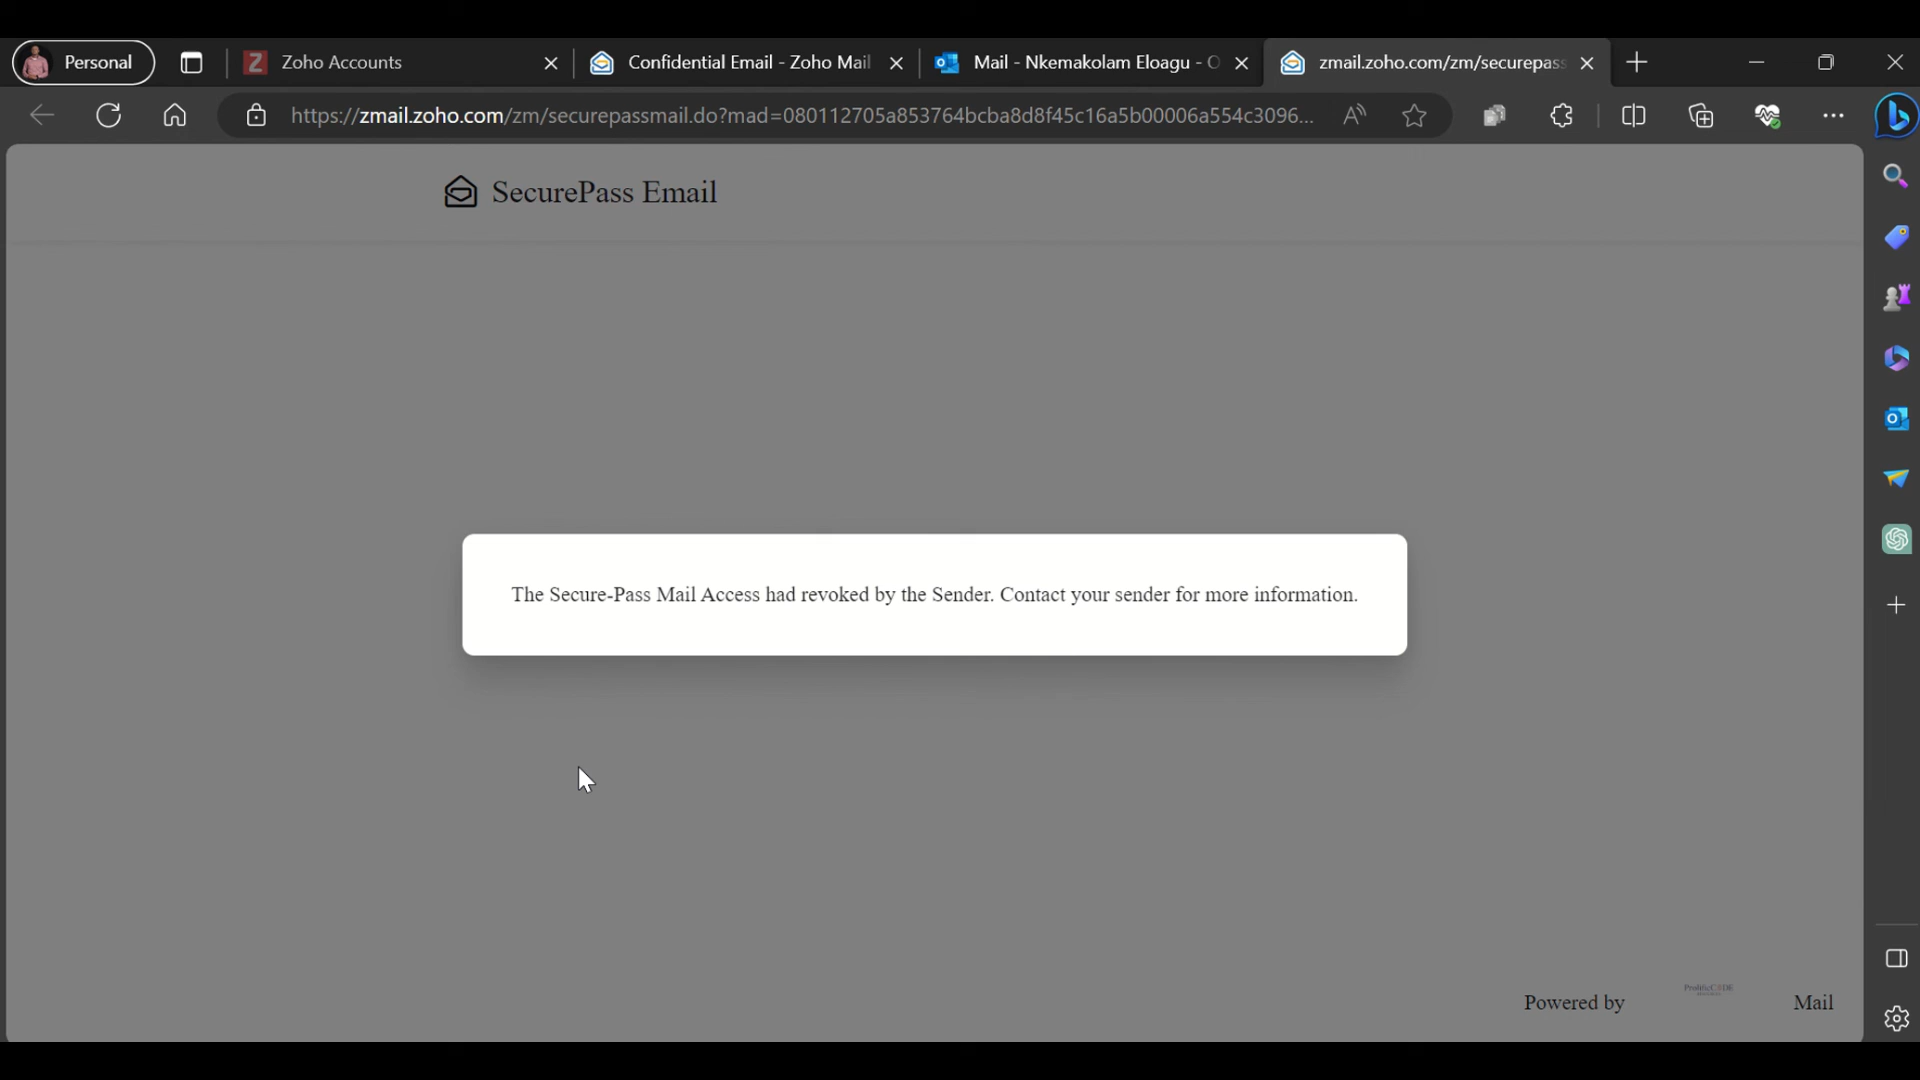 Personal
Zoho Accounts
Confidential Email - Zoho Mail
Mail - Nkemakolam Eloagu - O
zmail.zoho.com/zm/securepass
https://zmail.zoho.com/zm/securepassmail.do?mad=080112705a853764bcba8d8f45c16a5b00006a554c3096...
SecurePass Email
The Secure-Pass Mail Access had revoked by the Sender. Contact your sender for more information.
Powered by ProlificCODE Mail